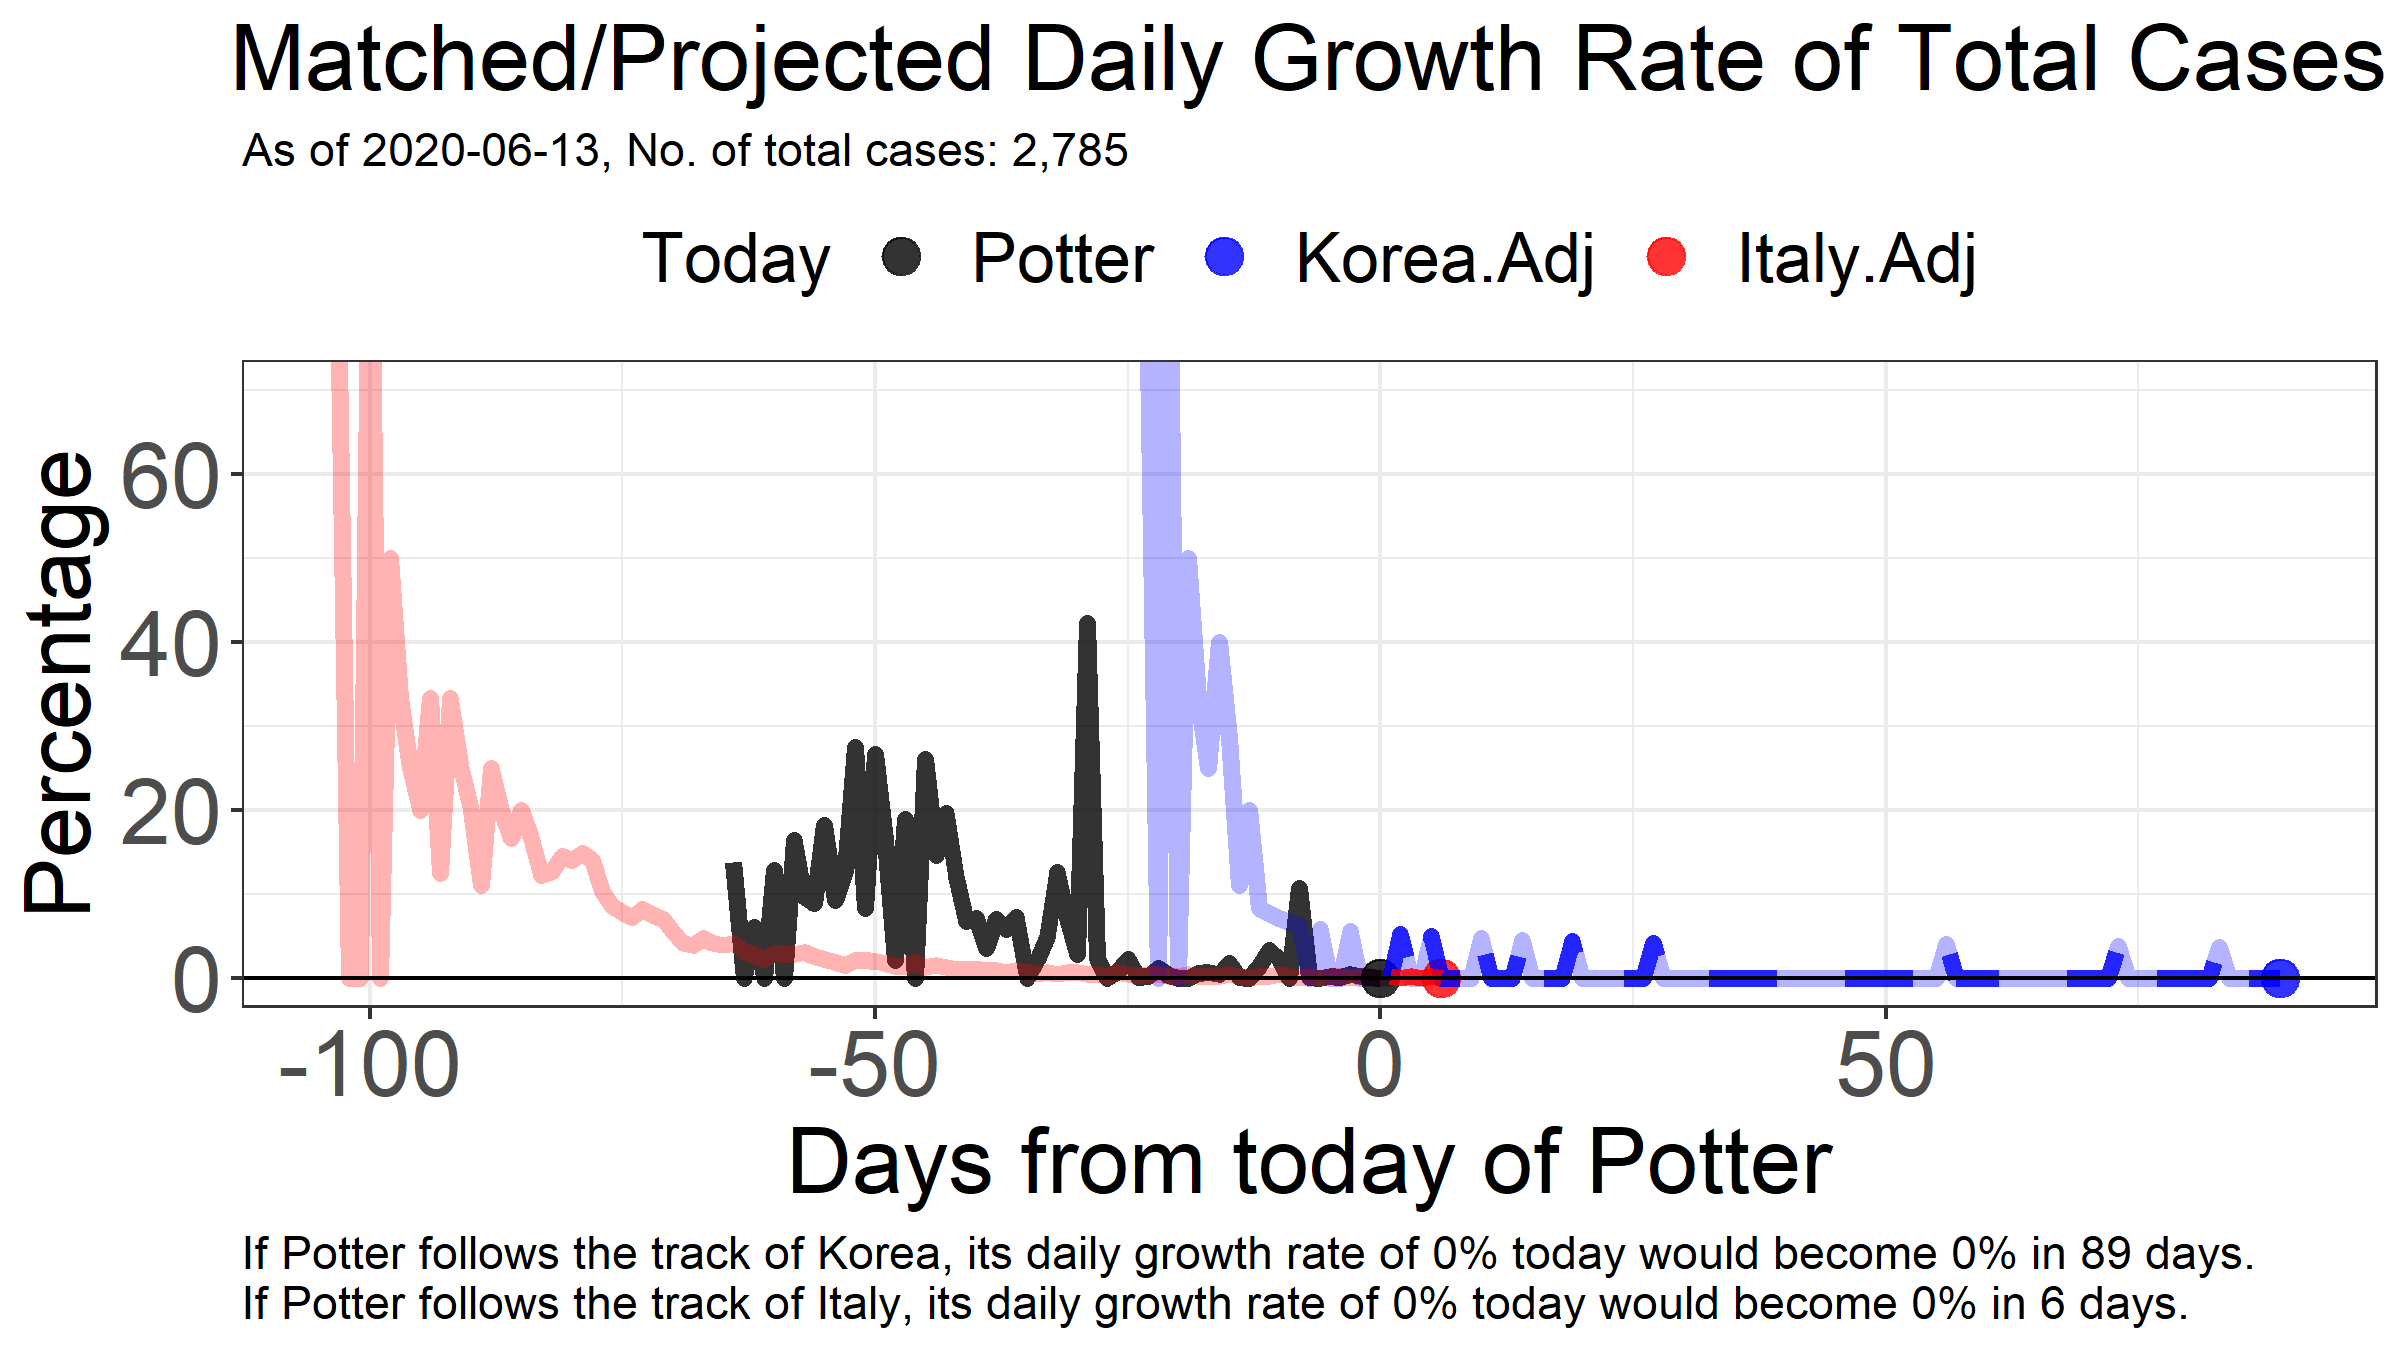 Matched/Projected Daily Growth Rate of Total Cases
As of 2020-06-13, No. of total cases: 2,785
Today Potter Korea.Adj Italy.Adj
Percentage
60
40
20
0
-100 -50 0 50
Days from today of Potter
If Potter follows the track of Korea, its daily growth rate of 0% today would become 0% in 89 days.
If Potter follows the track of Italy, its daily growth rate of 0% today would become 0% in 6 days.